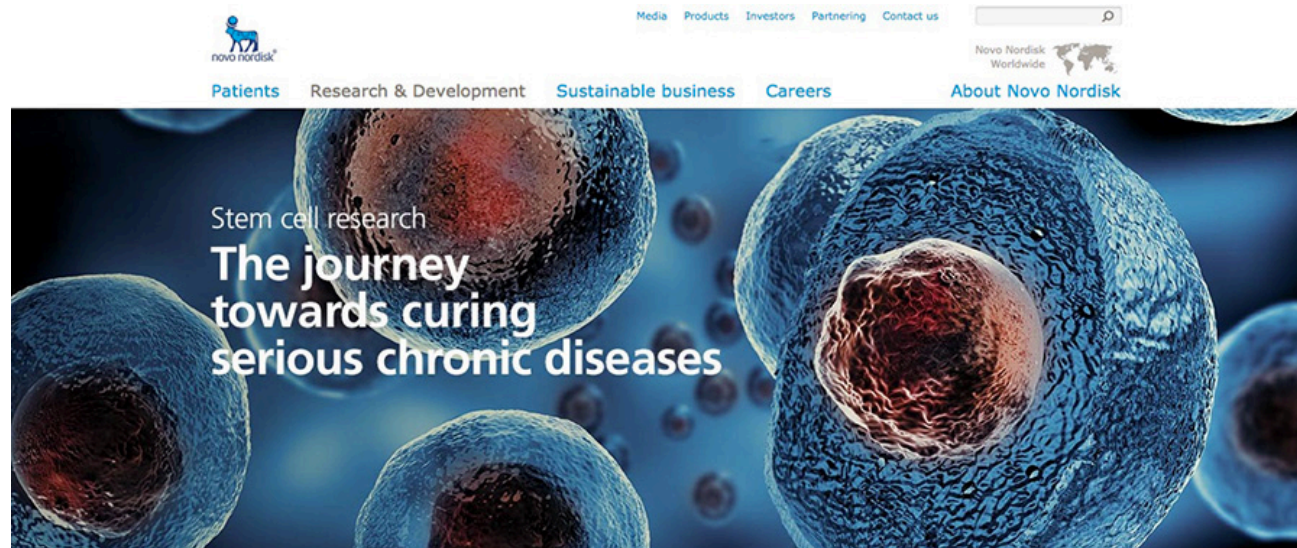 Media Products Investors Partnering Contact us
novo nordisk®
Novo Nordisk
Worldwide
Patients Research & Development Sustainable business Careers About Novo Nordisk
Stem cell research
The journey
towards curing
serious chronic diseases